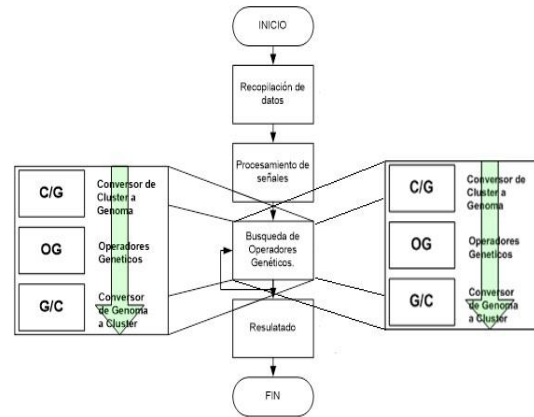 INICIO
Recopilación de
datos
Procesamiento de
señales
Busqueda de
Operadores
Genéticos.
Resulatado
FIN
C/G
Conversor de
Cluster a
Genoma
OG
Operadores
Geneticos
G/C
Conversor
de Genoma
a Cluster
C/G
Conversor de
Cluster a
Genoma
OG
Operadores
Geneticos
G/C
Conversor
de Genoma
a Cluster